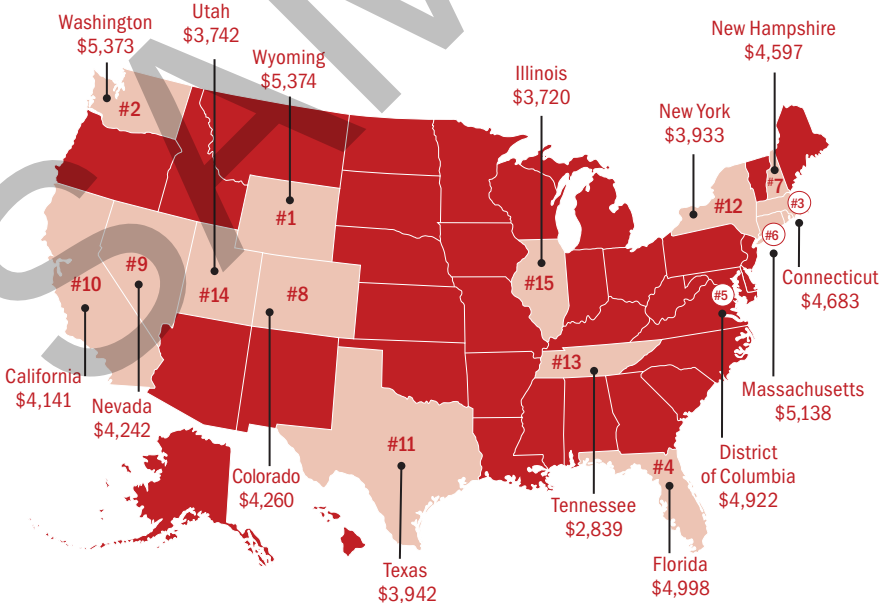 Washington
$5,373
Utah
$3,742
Wyoming
$5,374
Illinois
$3,720
New York
$3,933
New Hampshire
$4,597
#2
#1
#7
#3
#12
#6
#9
#10
#14
#8
#15
#5
Connecticut
$4,683
#13
California
$4,141
Nevada
$4,242
Massachusetts
$5,138
#11
#4
Colorado
$4,260
District
of Columbia
$4,922
Tennessee
$2,839
Texas
$3,942
Florida
$4,998